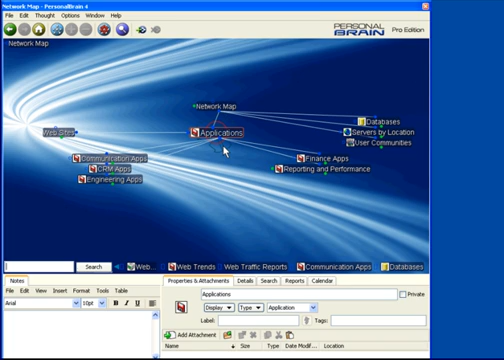 Network Map - PersonalBrain 4
File Edit Thought Options Window Help
PERSONAL BRAIN Pro Edition
Network Map
Network Map
Web Sites
Applications
Databases
Servers by Location
User Communities
Communication Apps
CRM Apps
Engineering Apps
Finance Apps
Reporting and Performance
Search
Web... Web Trends Web Traffic Reports Communication Apps Databases
Notes
Properties & Attachments Details Search Reports Calendar
File Edit View Insert Format Tools Table
Arial 10pt B I U
Applications
Private
Display Type Application
Label: Tags:
Add Attachment
Name Size Type Date Modif... Location